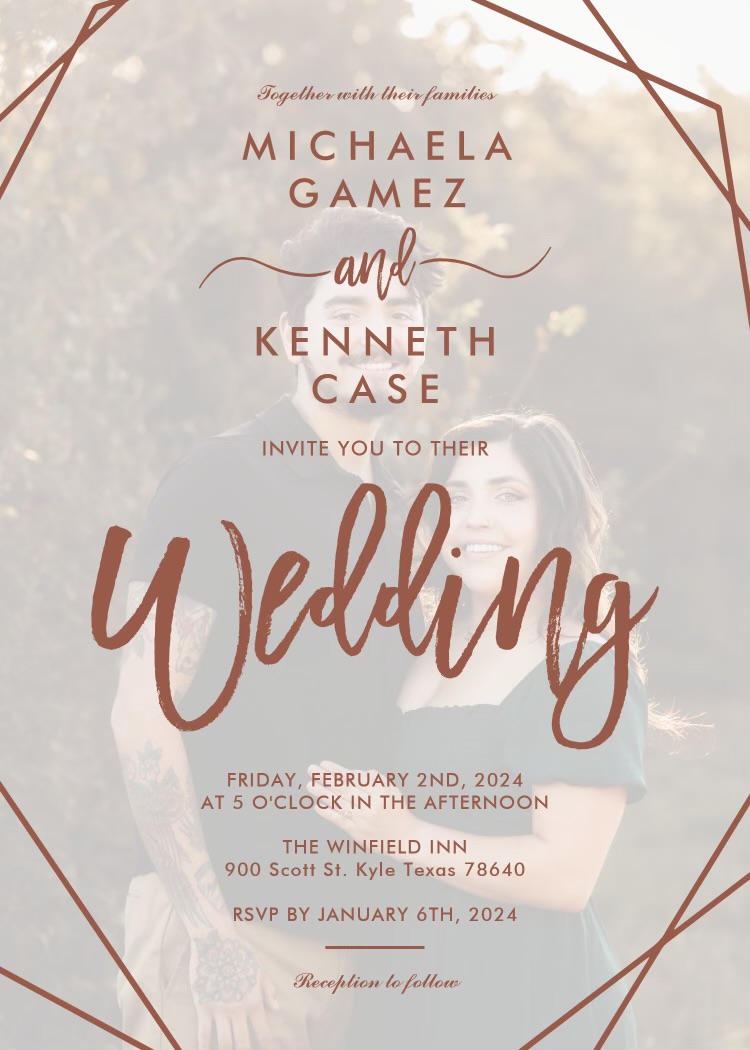 Together with their families
MICHAELA
GAMEZ
and
KENNETH
CASE
INVITE YOU TO THEIR
Wedding
FRIDAY, FEBRUARY 2ND, 2024
AT 5 O'CLOCK IN THE AFTERNOON
THE WINFIELD INN
900 Scott St. Kyle Texas 78640
RSVP BY JANUARY 6TH, 2024
Reception to follow